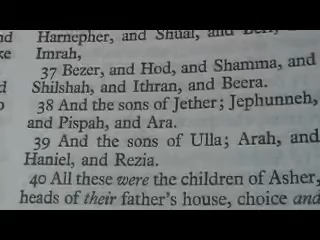 Harnepher, and Shual, and Beri, and
Imrah,
37 Bezer, and Hod, and Shamma, and
Shilshah, and Ithran, and Beera.
38 And the sons of Jether; Jephunneh,
and Pispah, and Ara.
39 And the sons of Ulla; Arah, and
Haniel, and Rezia.
40 All these were the children of Asher,
heads of their father's house, choice and